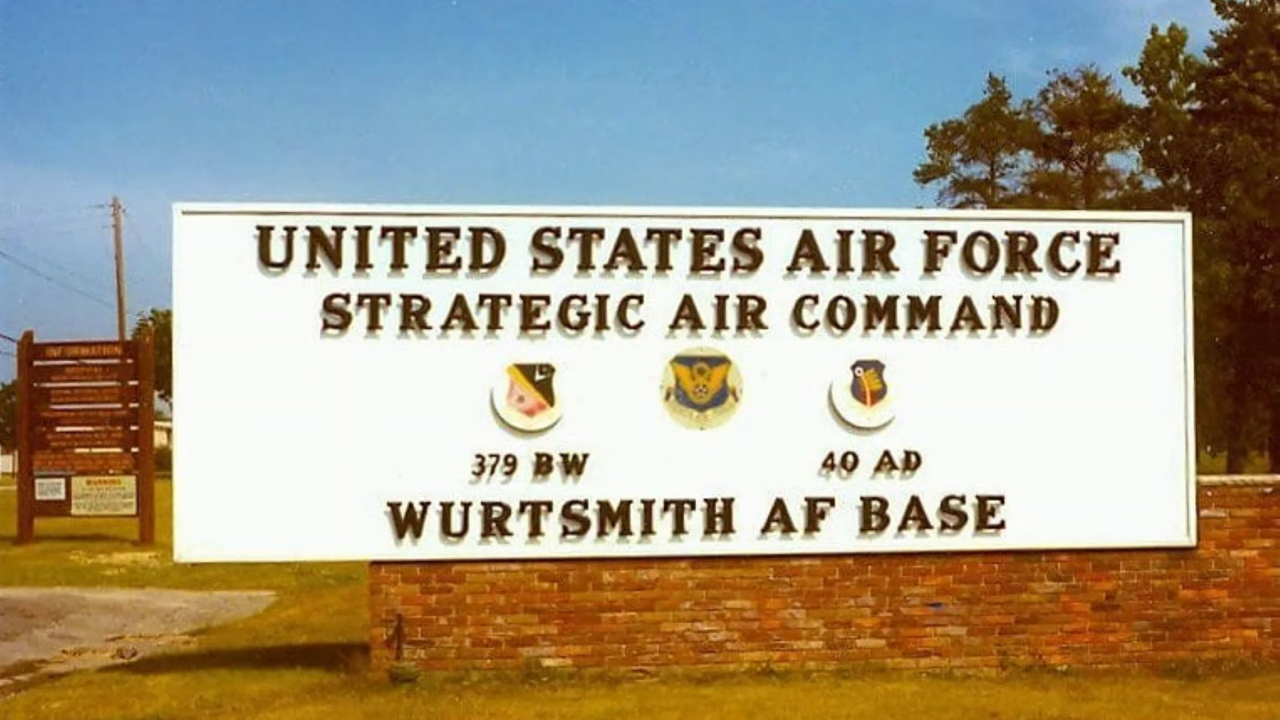 UNITED STATES AIR FORCE
STRATEGIC AIR COMMAND
379 BW
40 AD
WURTSMITH AF BASE
INFORMATION
WARNING